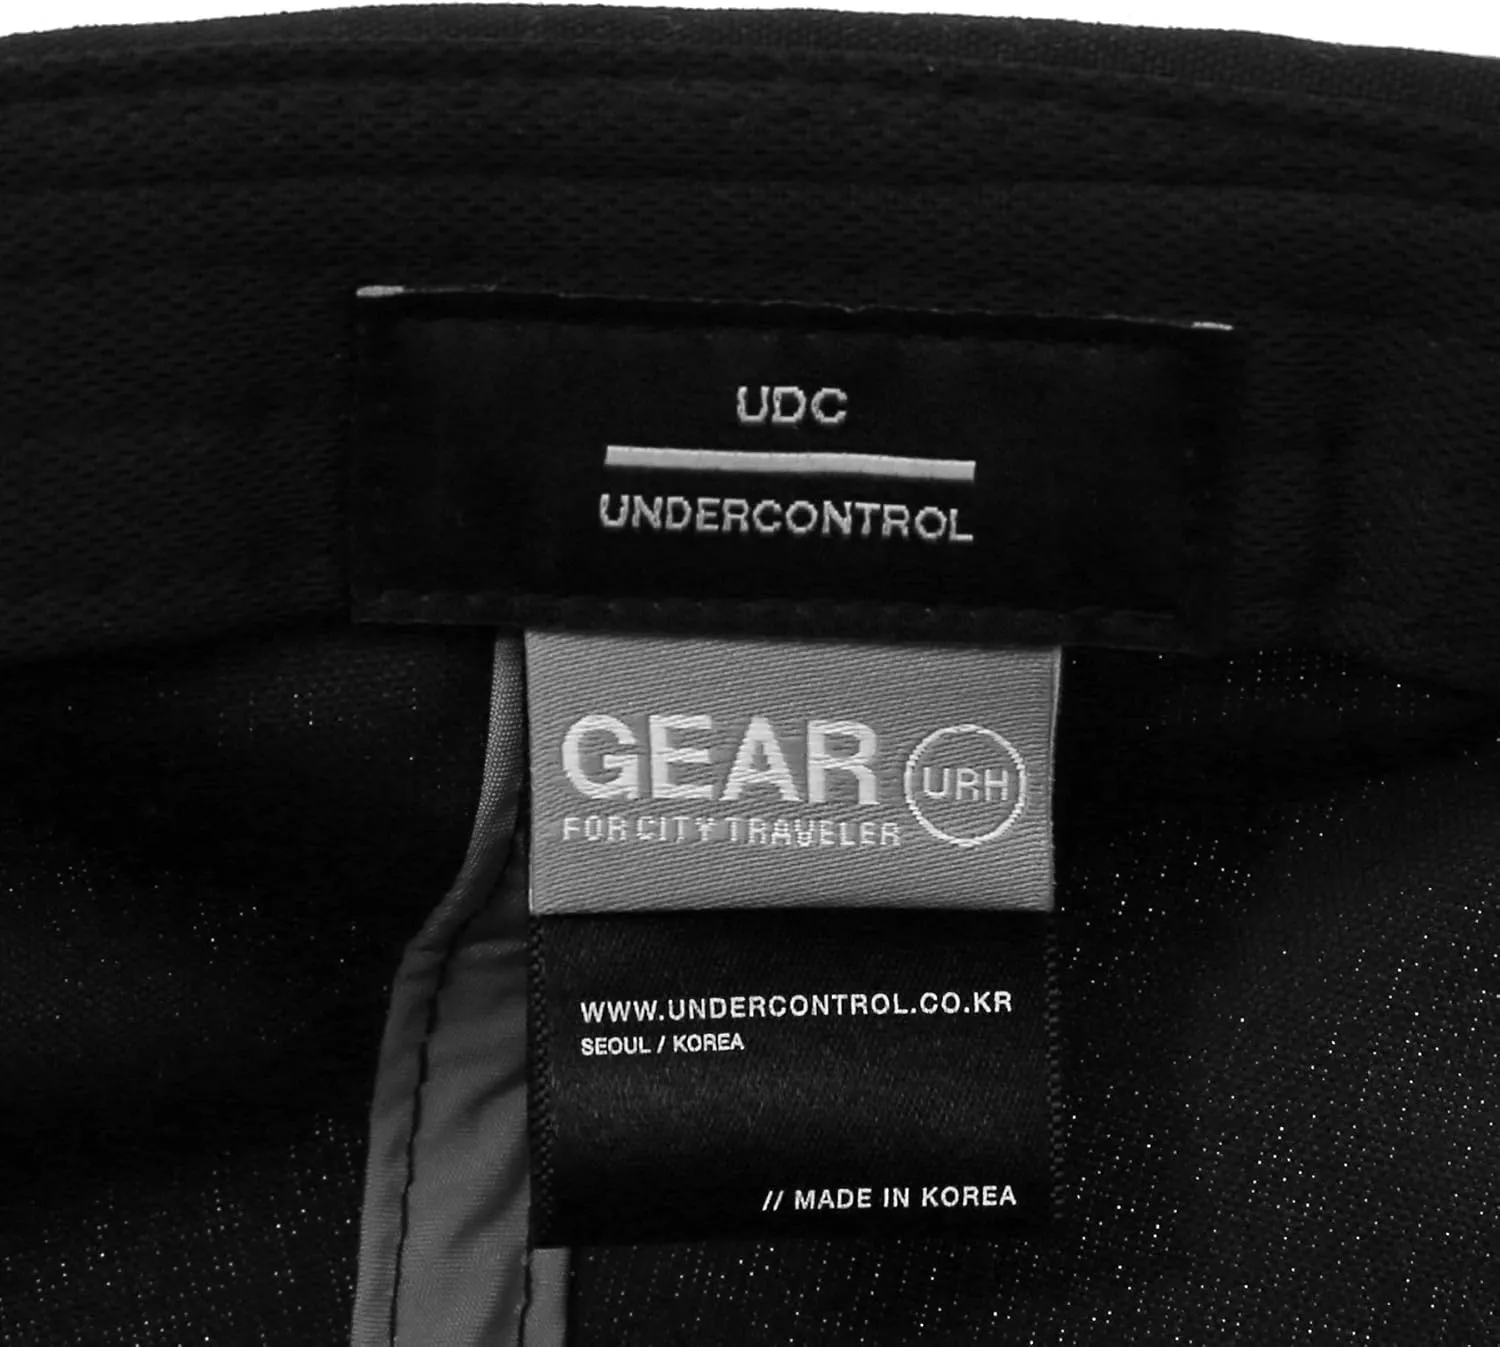 UDC
UNDERCONTROL
GEAR
URH
FOR CITY TRAVELER
WWW.UNDERCONTROL.CO.KR
SEOUL / KOREA
// MADE IN KOREA